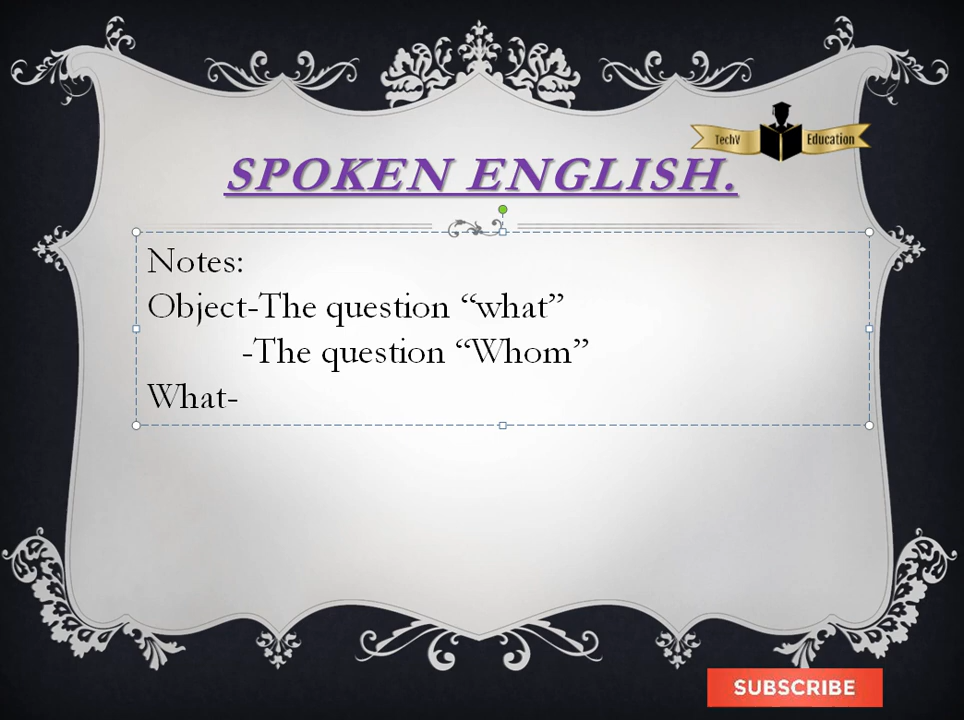 TechV Education
SPOKEN ENGLISH.
Notes:
Object-The question “what”
-The question “Whom”
What-
SUBSCRIBE